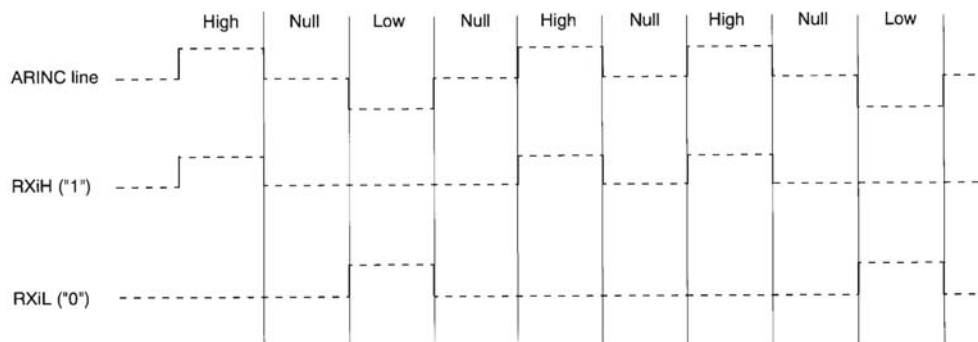 High Null Low Null High Null High Null Low
ARINC line
RXiH ("1")
RXiL ("0")